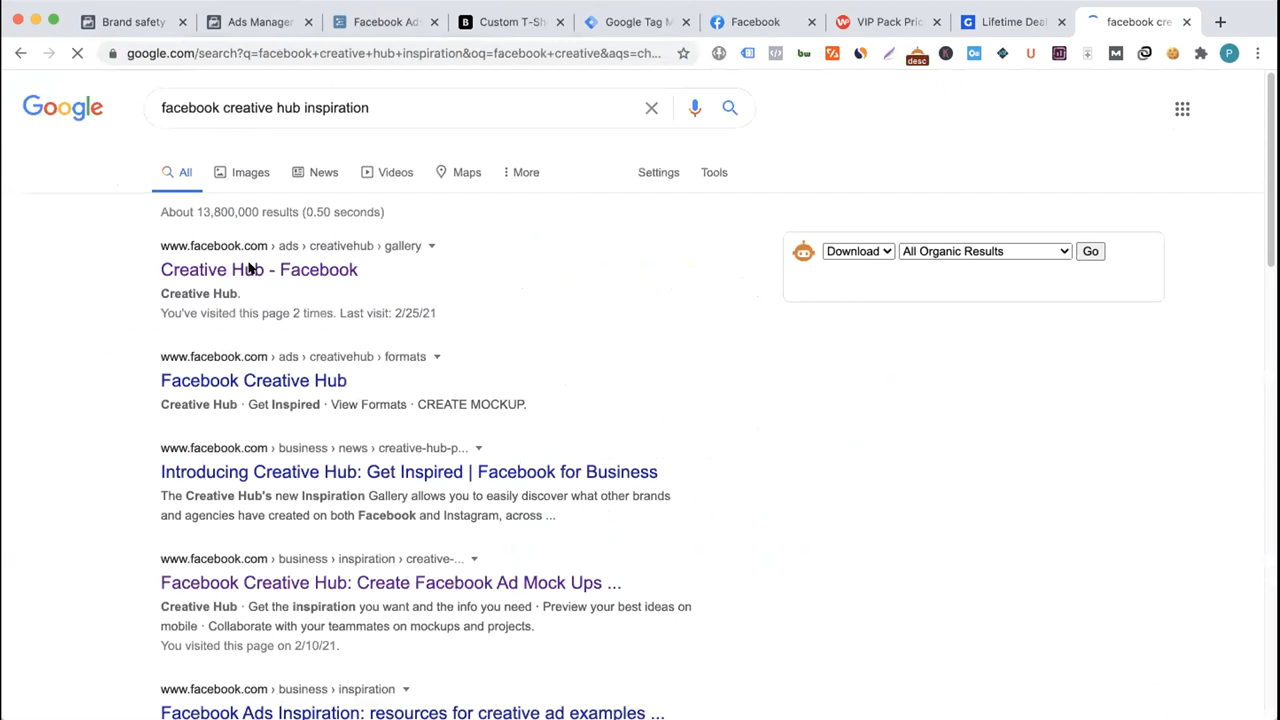 Brand safety
Ads Manager
Facebook Ads
Custom T-Sh
Google Tag M
Facebook
VIP Pack Pric
Lifetime Deal
facebook cre
google.com/search?q=facebook+creative+hub+inspiration&oq=facebook+creative&aqs=ch...
desc
P
Google
facebook creative hub inspiration
All
Images
News
Videos
Maps
More
Settings
Tools
About 13,800,000 results (0.50 seconds)
www.facebook.com › ads › creativehub › gallery
Creative Hub - Facebook
Creative Hub.
You've visited this page 2 times. Last visit: 2/25/21
Download
All Organic Results
Go
www.facebook.com › ads › creativehub › formats
Facebook Creative Hub
Creative Hub · Get Inspired · View Formats · CREATE MOCKUP.
www.facebook.com › business › news › creative-hub-p...
Introducing Creative Hub: Get Inspired | Facebook for Business
The Creative Hub's new Inspiration Gallery allows you to easily discover what other brands
and agencies have created on both Facebook and Instagram, across ...
www.facebook.com › business › inspiration › creative-...
Facebook Creative Hub: Create Facebook Ad Mock Ups ...
Creative Hub · Get the inspiration you want and the info you need · Preview your best ideas on
mobile · Collaborate with your teammates on mockups and projects.
You visited this page on 2/10/21.
www.facebook.com › business › inspiration
Facebook Ads Inspiration: resources for creative ad examples ...